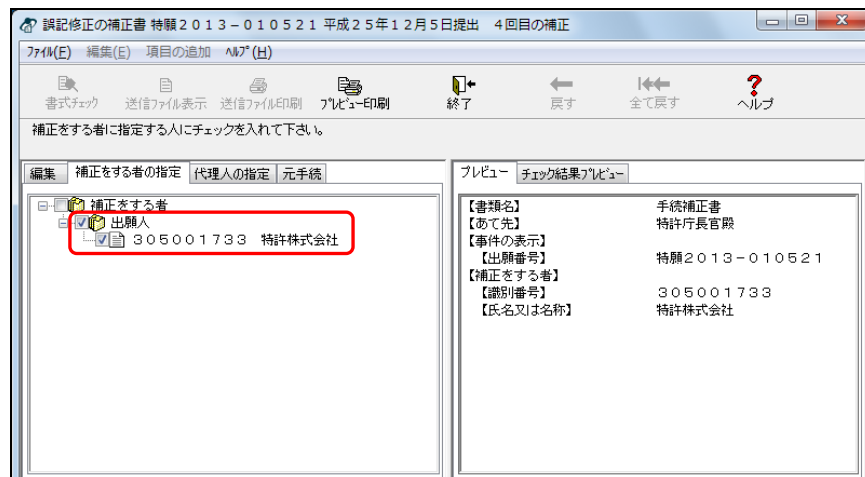 誤記修正の補正書 特願２０１３－０１０５２１ 平成２５年１２月５日提出　４回目の補正
ﾌｧｲﾙ(F)　編集(E)　項目の追加　ﾍﾙﾌﾟ(H)
書式ﾁｪｯｸ　送信ﾌｧｲﾙ表示　送信ﾌｧｲﾙ印刷　ﾌﾟﾚﾋﾞｭｰ印刷　終了　戻す　全て戻す　ヘルプ
補正をする者に指定する人にチェックを入れて下さい。
編集　補正をする者の指定　代理人の指定　元手続
補正をする者
出願人
３０５００１７３３　特許株式会社
プレビュー　チェック結果ﾌﾟﾚﾋﾞｭｰ
【書類名】　手続補正書
【あて先】　特許庁長官殿
【事件の表示】
【出願番号】　特願２０１３－０１０５２１
【補正をする者】
【識別番号】　３０５００１７３３
【氏名又は名称】　特許株式会社